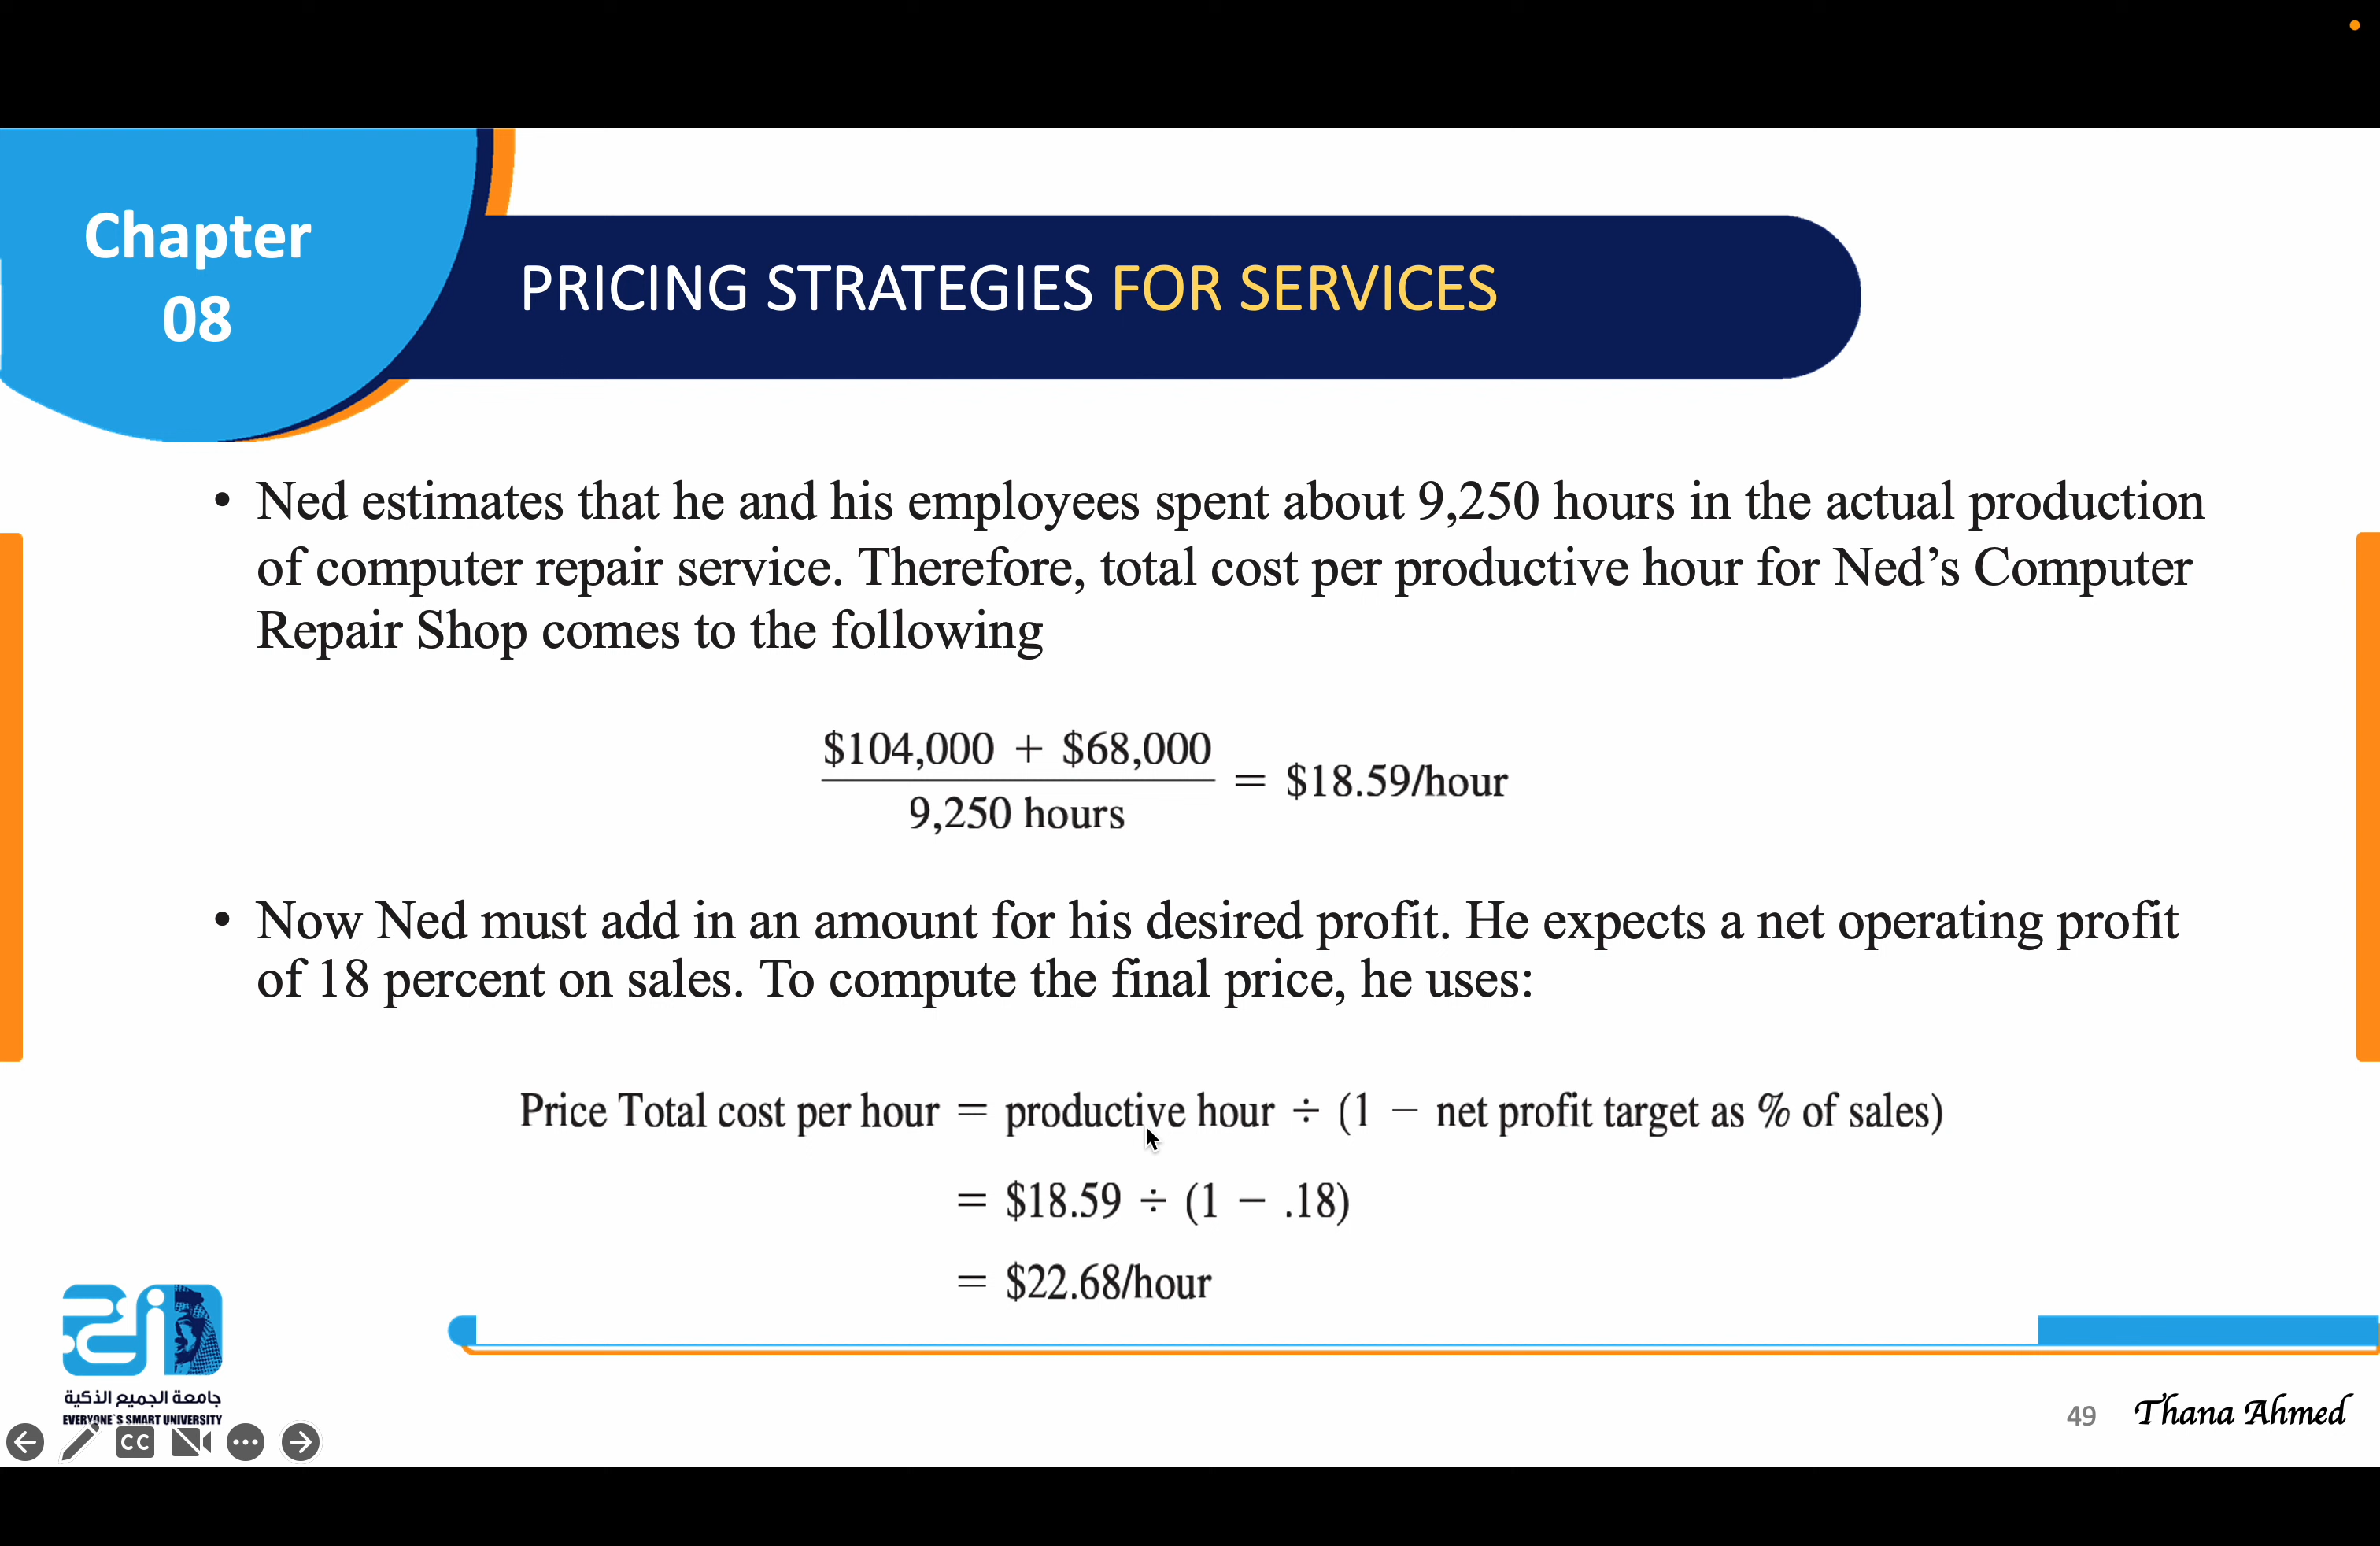 Chapter
08
PRICING STRATEGIES FOR SERVICES
• Ned estimates that he and his employees spent about 9,250 hours in the actual production
of computer repair service. Therefore, total cost per productive hour for Ned’s Computer
Repair Shop comes to the following
$104,000 + $68,000
9,250 hours
= $18.59/hour
• Now Ned must add in an amount for his desired profit. He expects a net operating profit
of 18 percent on sales. To compute the final price, he uses:
Price Total cost per hour = productive hour ÷ (1 − net profit target as % of sales)
= $18.59 ÷ (1 − .18)
= $22.68/hour
جامعة الجميع الذكية
EVERYONE`S SMART UNIVERSITY
CC
49
Thana Ahmed